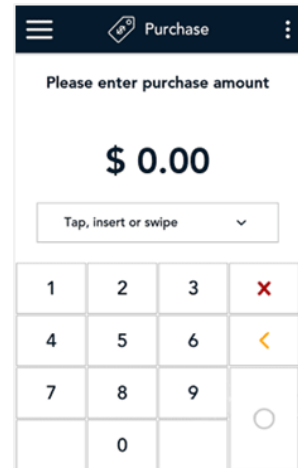 Purchase
Please enter purchase amount
$ 0.00
Tap, insert or swipe
1 2 3
4 5 6
7 8 9
0